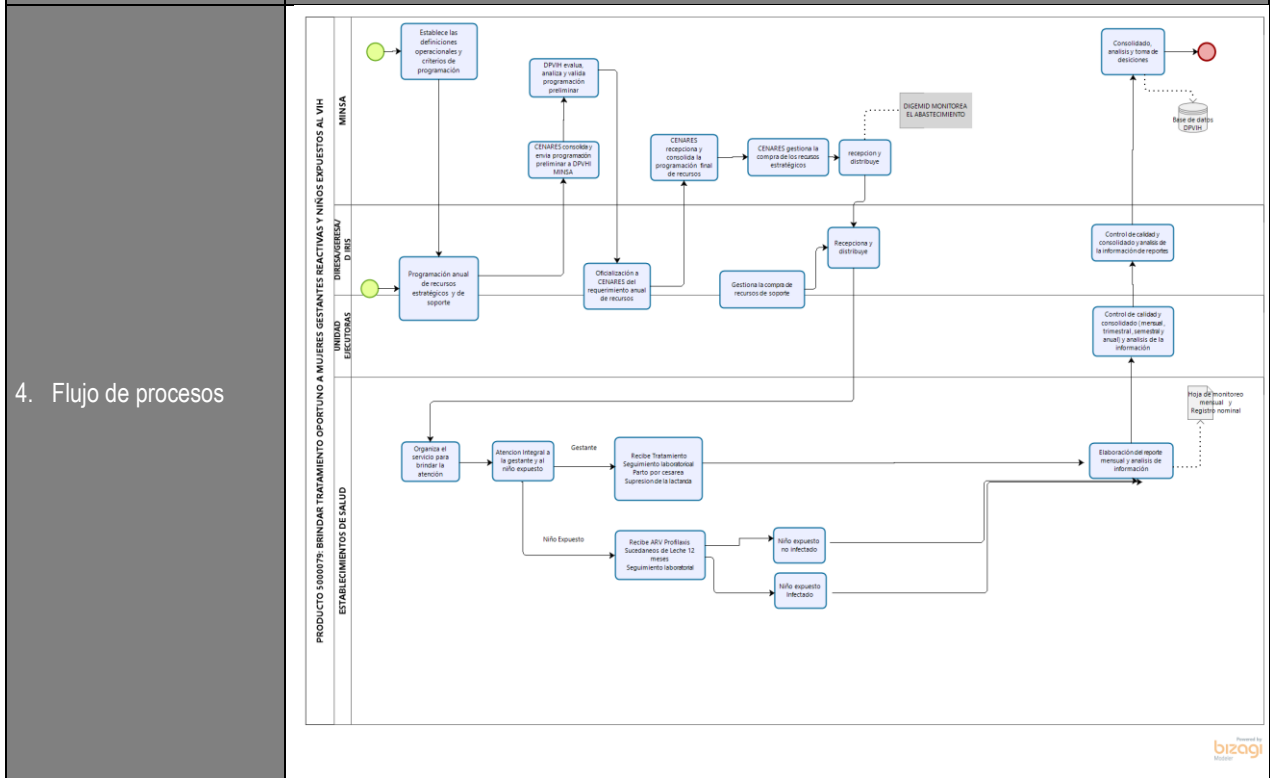 4. Flujo de procesos
PRODUCTO 5000079: BRINDAR TRATAMIENTO OPORTUNO A MUJERES GESTANTES REACTIVAS Y NIÑOS EXPUESTOS AL VIH
MINSA
Establece las
definiciones
operacionales y
criterios de
programación
DPVIH evalua,
analiza y valida
programación
preliminar
CENARES consolida y
envia programación
preliminar a DPVHI
MINSA
CENARES
recepciona y
consolida la
programación final
de recursos
CENARES gestiona la
compra de los recursos
estratégicos
recepcion y
distribuye
DIGEMID MONITOREA
EL ABASTECIMIENTO
Consolidado,
analisis y toma de
desiciones
Base de datos
DPVIH
DIRESA/GERESA/
D IRIS
Programación anual
de recursos
estratégicos y de
soporte
Oficialización a
CENARES del
requerimiento anual
de recursos
Gestiona la compra de
recursos de soporte
Recepciona y
distribuye
Control de calidad y
consolidado y analisis de
la información de reportes
UNIDAD
EJECUTORAS
Control de calidad y
consolidado (mensual,
trimestral, semestral y
anual) y analisis de la
información
ESTABLECIMIENTOS DE SALUD
Organiza el
servicio para
brindar la
atención
Atencion Integral a
la gestante y al
niño expuesto
Gestante
Recibe Tratamiento
Seguimiento laboratorial
Parto por cesarea
Supresion de la lactancia
Niño Expuesto
Recibe ARV Profilaxis
Sucedaneos de Leche 12
meses
Seguimiento laboratorial
Niño expuesto
no infectado
Niño expuesto
Infectado
Elaboración del reporte
mensual y analisis de
información
Hoja de monitoreo
mensual y
Registro nominal
Powered by
bizagi
Modeler